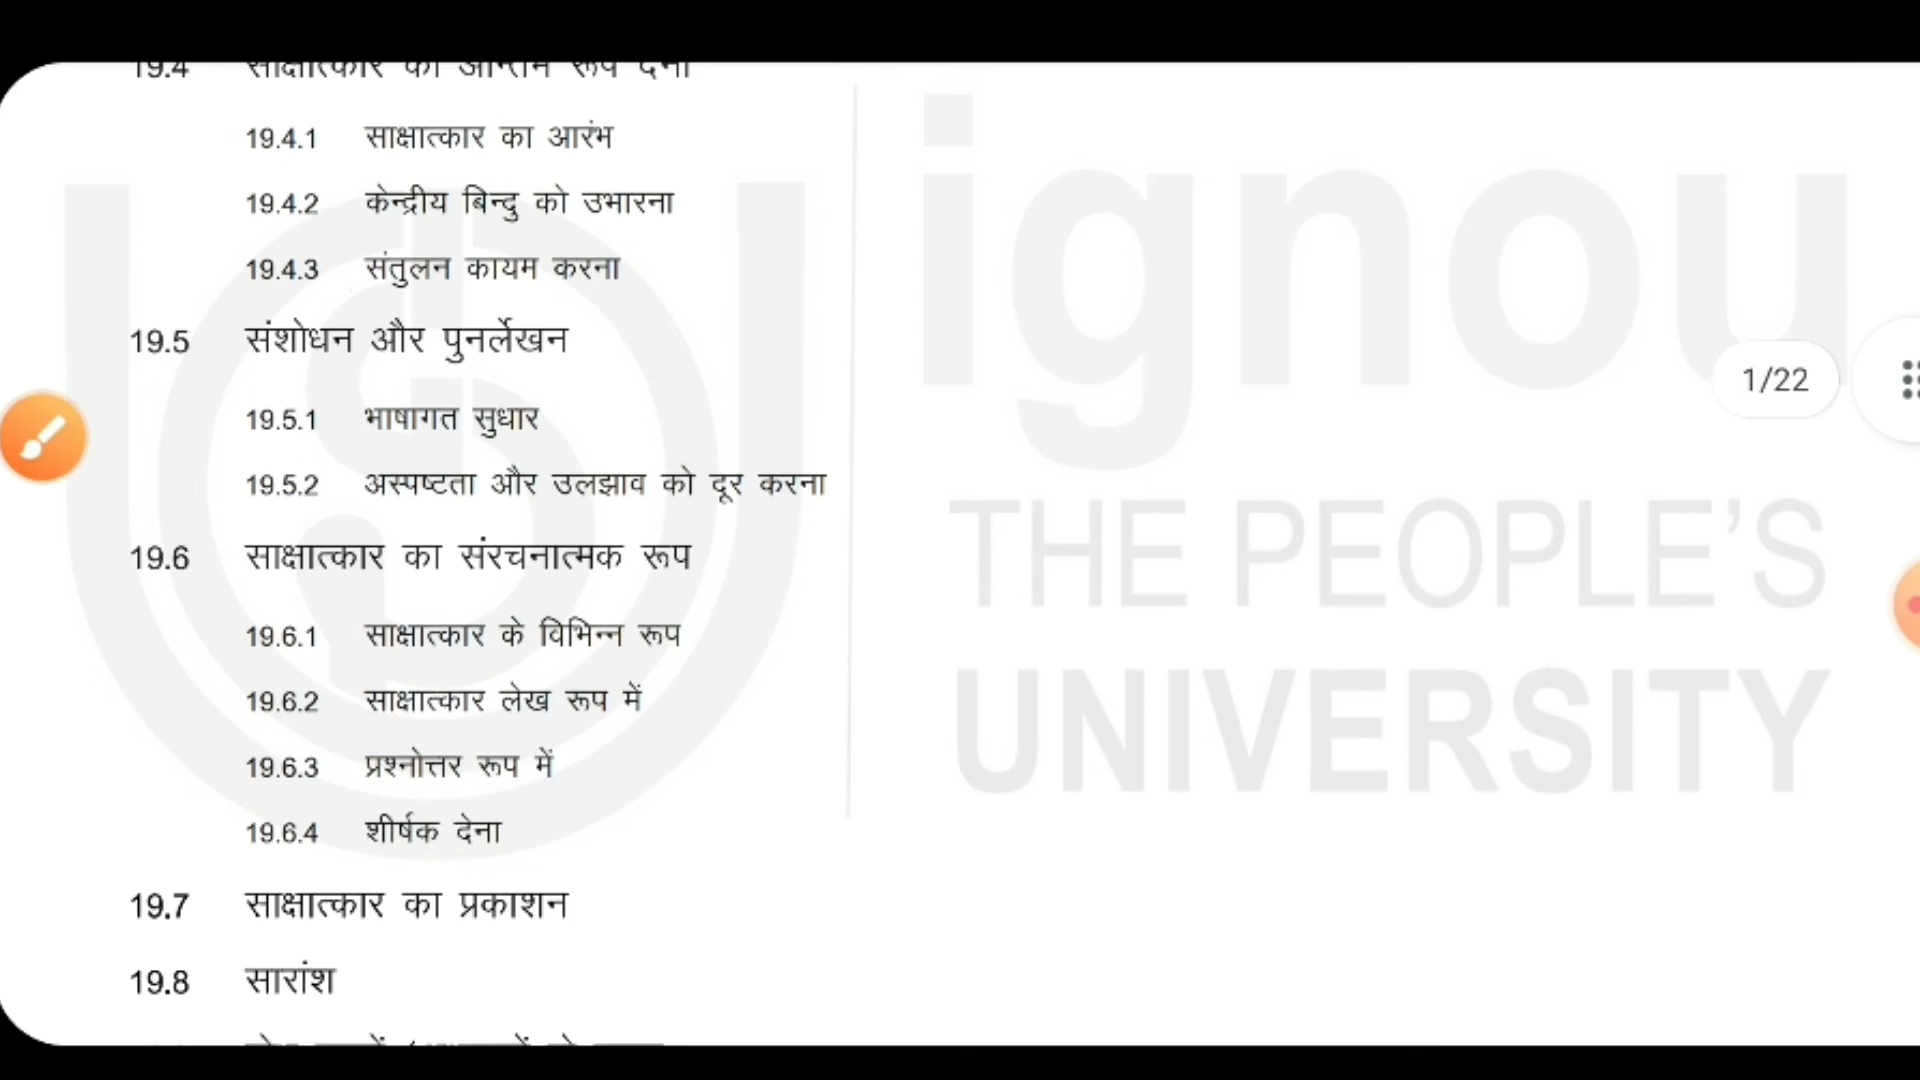 19.4 साक्षात्कार को अन्तिम रूप देना
19.4.1 साक्षात्कार का आरंभ
19.4.2 केन्द्रीय बिन्दु को उभारना
19.4.3 संतुलन कायम करना
19.5 संशोधन और पुनर्लेखन
19.5.1 भाषागत सुधार
19.5.2 अस्पष्टता और उलझाव को दूर करना
19.6 साक्षात्कार का संरचनात्मक रूप
19.6.1 साक्षात्कार के विभिन्न रूप
19.6.2 साक्षात्कार लेख रूप में
19.6.3 प्रश्नोत्तर रूप में
19.6.4 शीर्षक देना
19.7 साक्षात्कार का प्रकाशन
19.8 सारांश
ignou
THE PEOPLE'S
UNIVERSITY
1/22